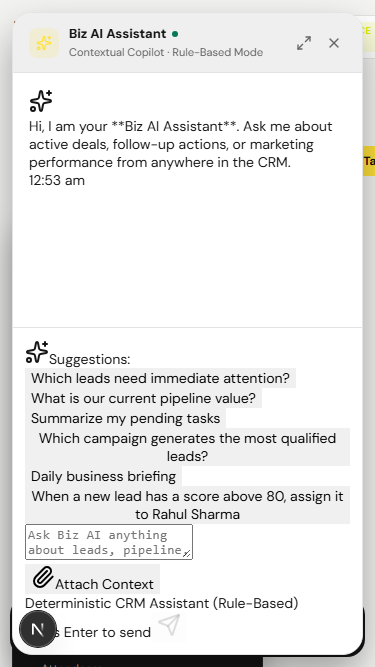 Biz AI Assistant
Contextual Copilot · Rule-Based Mode
Hi, I am your **Biz AI Assistant**. Ask me about
active deals, follow-up actions, or marketing
performance from anywhere in the CRM.
12:53 am
Ta
Suggestions:
Which leads need immediate attention?
What is our current pipeline value?
Summarize my pending tasks
Which campaign generates the most qualified
leads?
Daily business briefing
When a new lead has a score above 80, assign it
to Rahul Sharma
Ask Biz AI anything
about leads, pipeline,
Attach Context
Deterministic CRM Assistant (Rule-Based)
N
s Enter to send